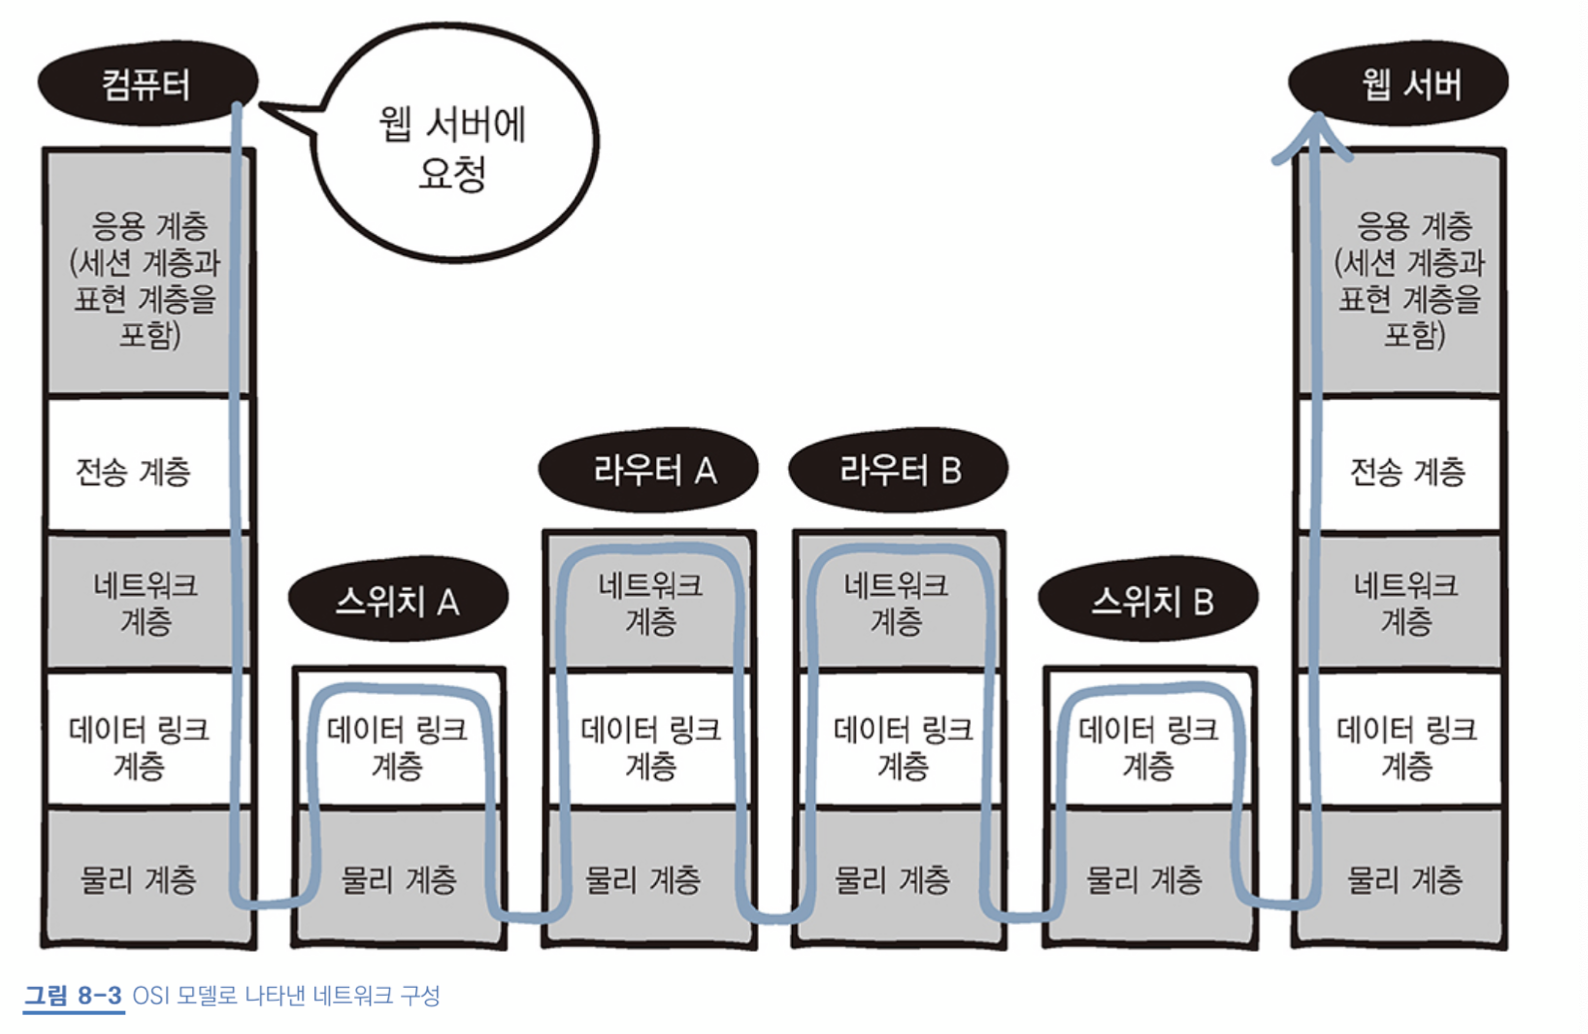 컴퓨터
웹 서버에
요청
웹 서버
응용 계층
(세션 계층과
표현 계층을
포함)
전송 계층
네트워크
계층
데이터 링크
계층
물리 계층
스위치 A
데이터 링크
계층
물리 계층
라우터 A
네트워크
계층
데이터 링크
계층
물리 계층
라우터 B
네트워크
계층
데이터 링크
계층
물리 계층
스위치 B
데이터 링크
계층
물리 계층
응용 계층
(세션 계층과
표현 계층을
포함)
전송 계층
네트워크
계층
데이터 링크
계층
물리 계층
그림 8-3 OSI 모델로 나타낸 네트워크 구성